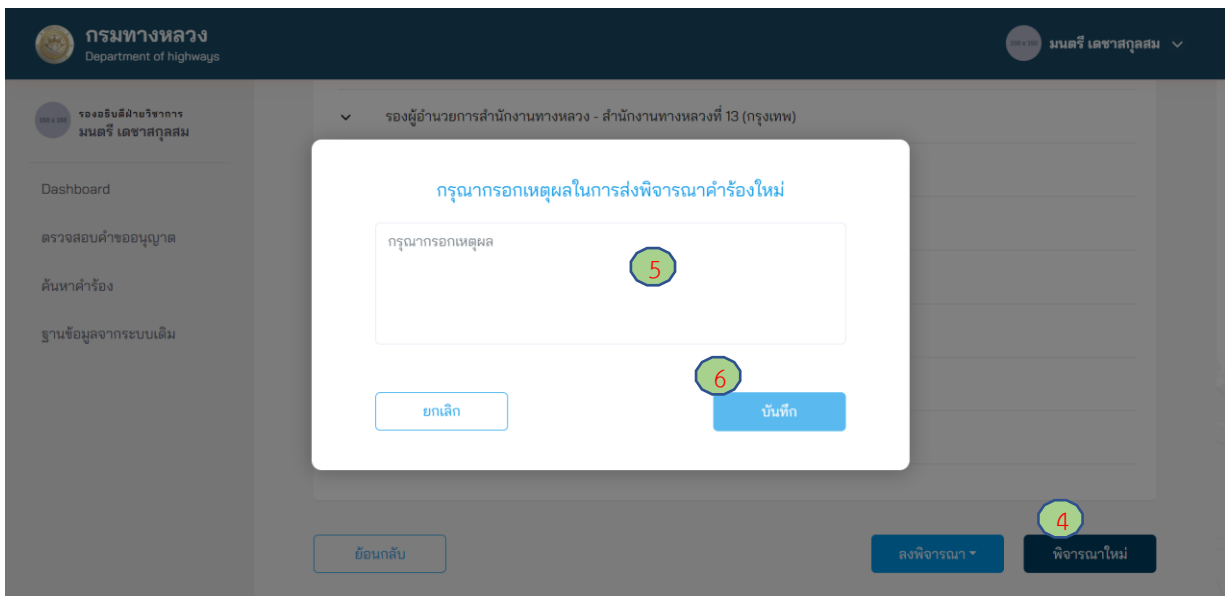 กรมทางหลวง
Department of highways
มนตรี เดชาสกุลสม
รองอธิบดีฝ่ายวิชาการ
มนตรี เดชาสกุลสม
Dashboard
ตรวจสอบคำขออนุญาต
ค้นหาคำร้อง
ฐานข้อมูลจากระบบเดิม
รองผู้อำนวยการสำนักงานทางหลวง - สำนักงานทางหลวงที่ 13 (กรุงเทพ)
กรุณากรอกเหตุผลในการส่งพิจารณาคำร้องใหม่
กรุณากรอกเหตุผล
5
6
ยกเลิก
บันทึก
4
ย้อนกลับ
ลงพิจารณา
พิจารณาใหม่